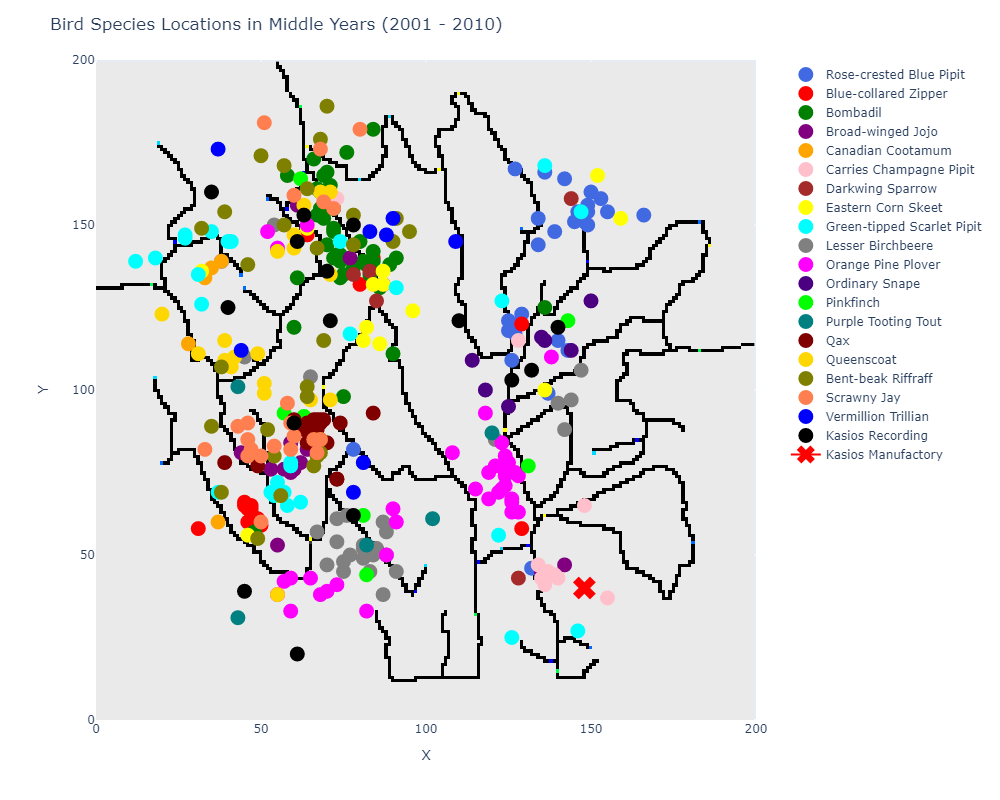 Bird Species Locations in Middle Years (2001 - 2010)
200
150
100
50
0
Y
0
50
100
150
200
X
Rose-crested Blue Pipit
Blue-collared Zipper
Bombadil
Broad-winged Jojo
Canadian Cootamum
Carries Champagne Pipit
Darkwing Sparrow
Eastern Corn Skeet
Green-tipped Scarlet Pipit
Lesser Birchbeere
Orange Pine Plover
Ordinary Snape
Pinkfinch
Purple Tooting Tout
Qax
Queenscoat
Bent-beak Riffraff
Scrawny Jay
Vermillion Trillian
Kasios Recording
Kasios Manufactory